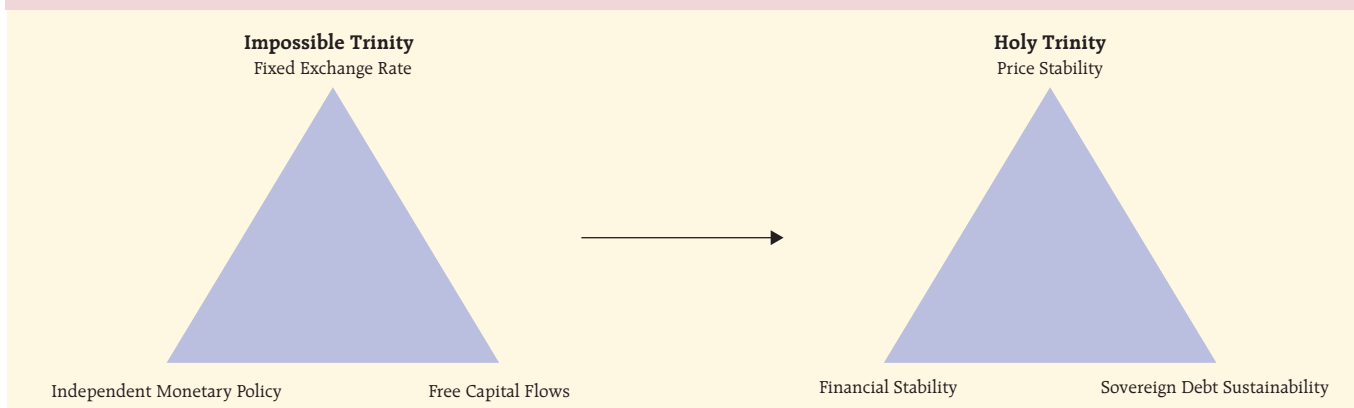 Impossible Trinity
Fixed Exchange Rate
Independent Monetary Policy
Free Capital Flows
Holy Trinity
Price Stability
Financial Stability
Sovereign Debt Sustainability